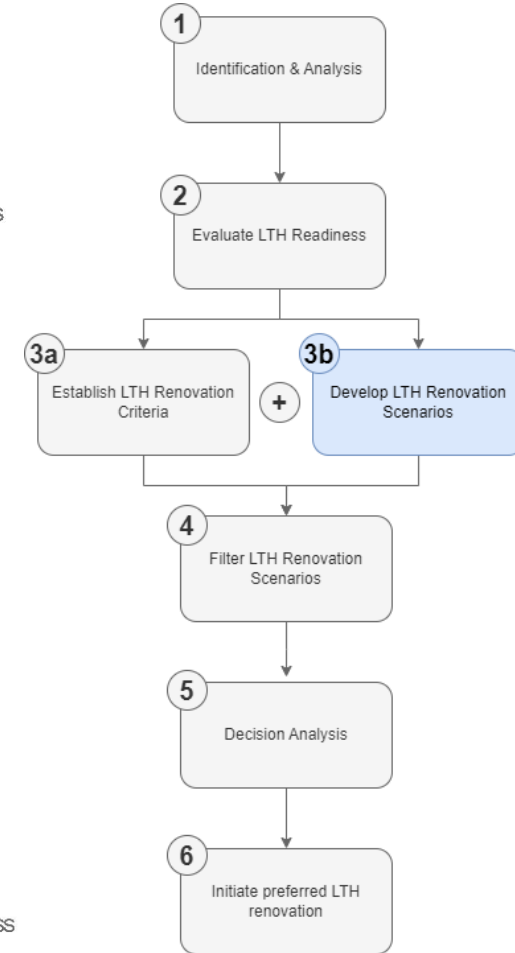 1
Identification & Analysis
s
2
Evaluate LTH Readiness
3a
Establish LTH Renovation
Criteria
+
3b
Develop LTH Renovation
Scenarios
4
Filter LTH Renovation
Scenarios
5
Decision Analysis
6
Initiate preferred LTH
renovation
ss